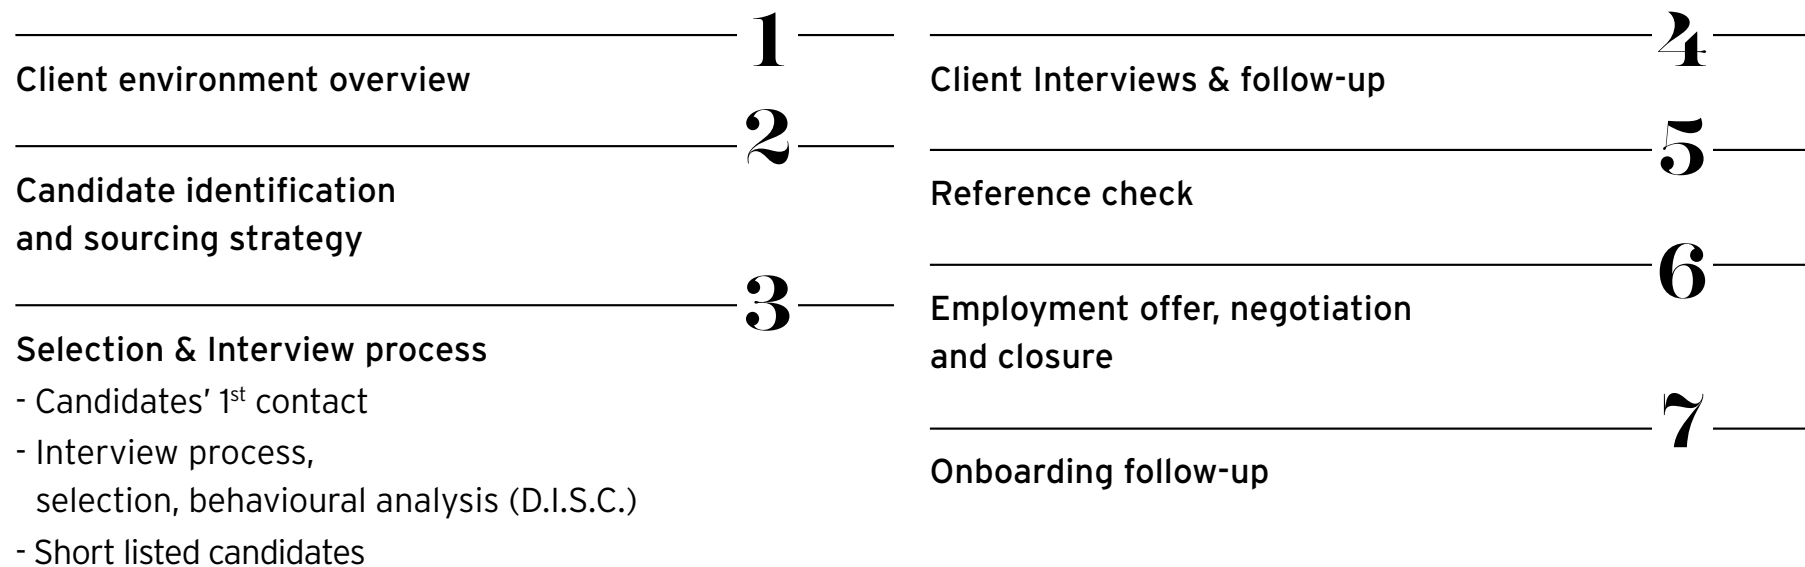 1
Client environment overview
2
Candidate identification
and sourcing strategy
3
Selection & Interview process
- Candidates’ 1st contact
- Interview process,
selection, behavioural analysis (D.I.S.C.)
- Short listed candidates
4
Client Interviews & follow-up
5
Reference check
6
Employment offer, negotiation
and closure
7
Onboarding follow-up